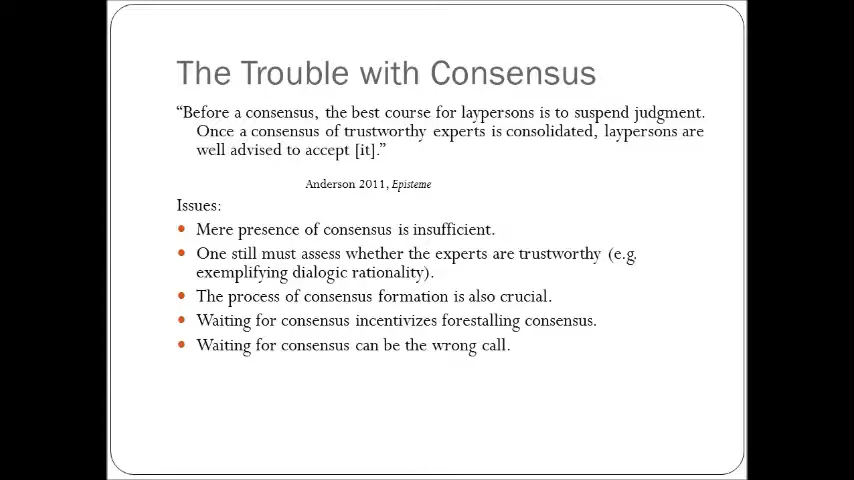 The Trouble with Consensus
“Before a consensus, the best course for laypersons is to suspend judgment.
Once a consensus of trustworthy experts is consolidated, laypersons are
well advised to accept [it].”
Anderson 2011, Episteme
Issues:
• Mere presence of consensus is insufficient.
• One still must assess whether the experts are trustworthy (e.g.
exemplifying dialogic rationality).
• The process of consensus formation is also crucial.
• Waiting for consensus incentivizes forestalling consensus.
• Waiting for consensus can be the wrong call.